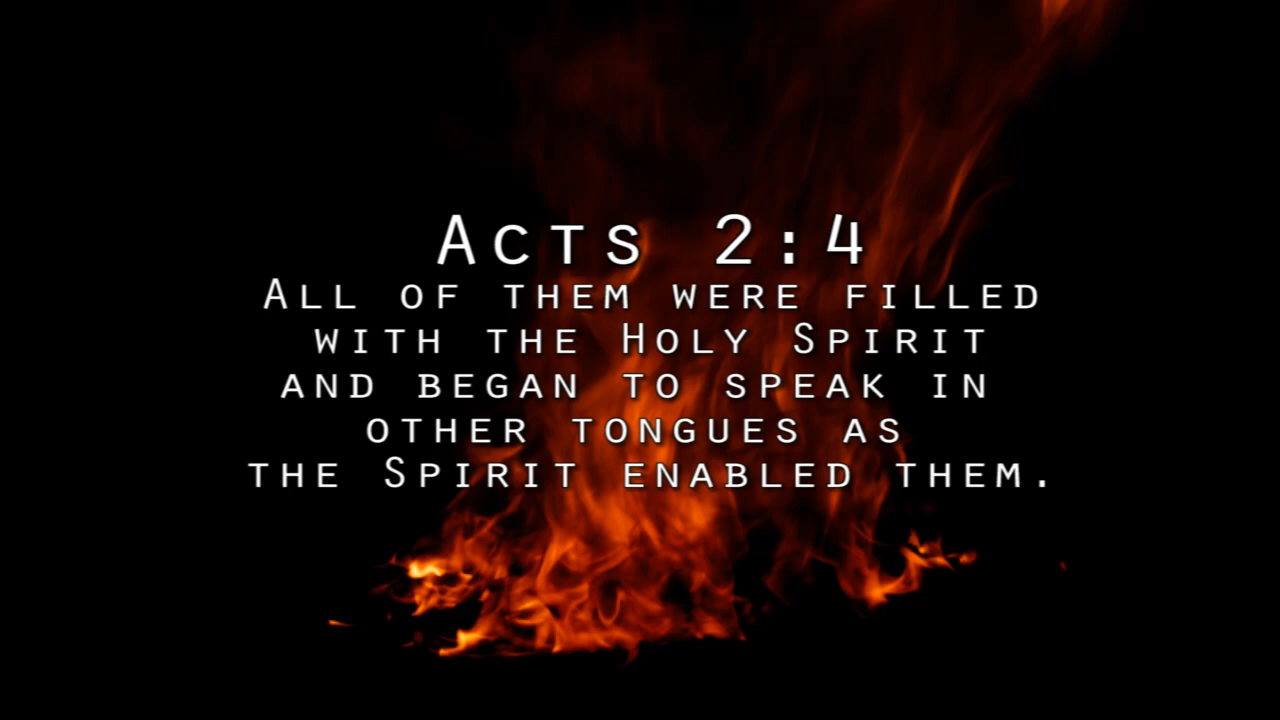 Acts 2:4
All of them were filled
with the Holy Spirit
and began to speak in
other tongues as
the Spirit enabled them.